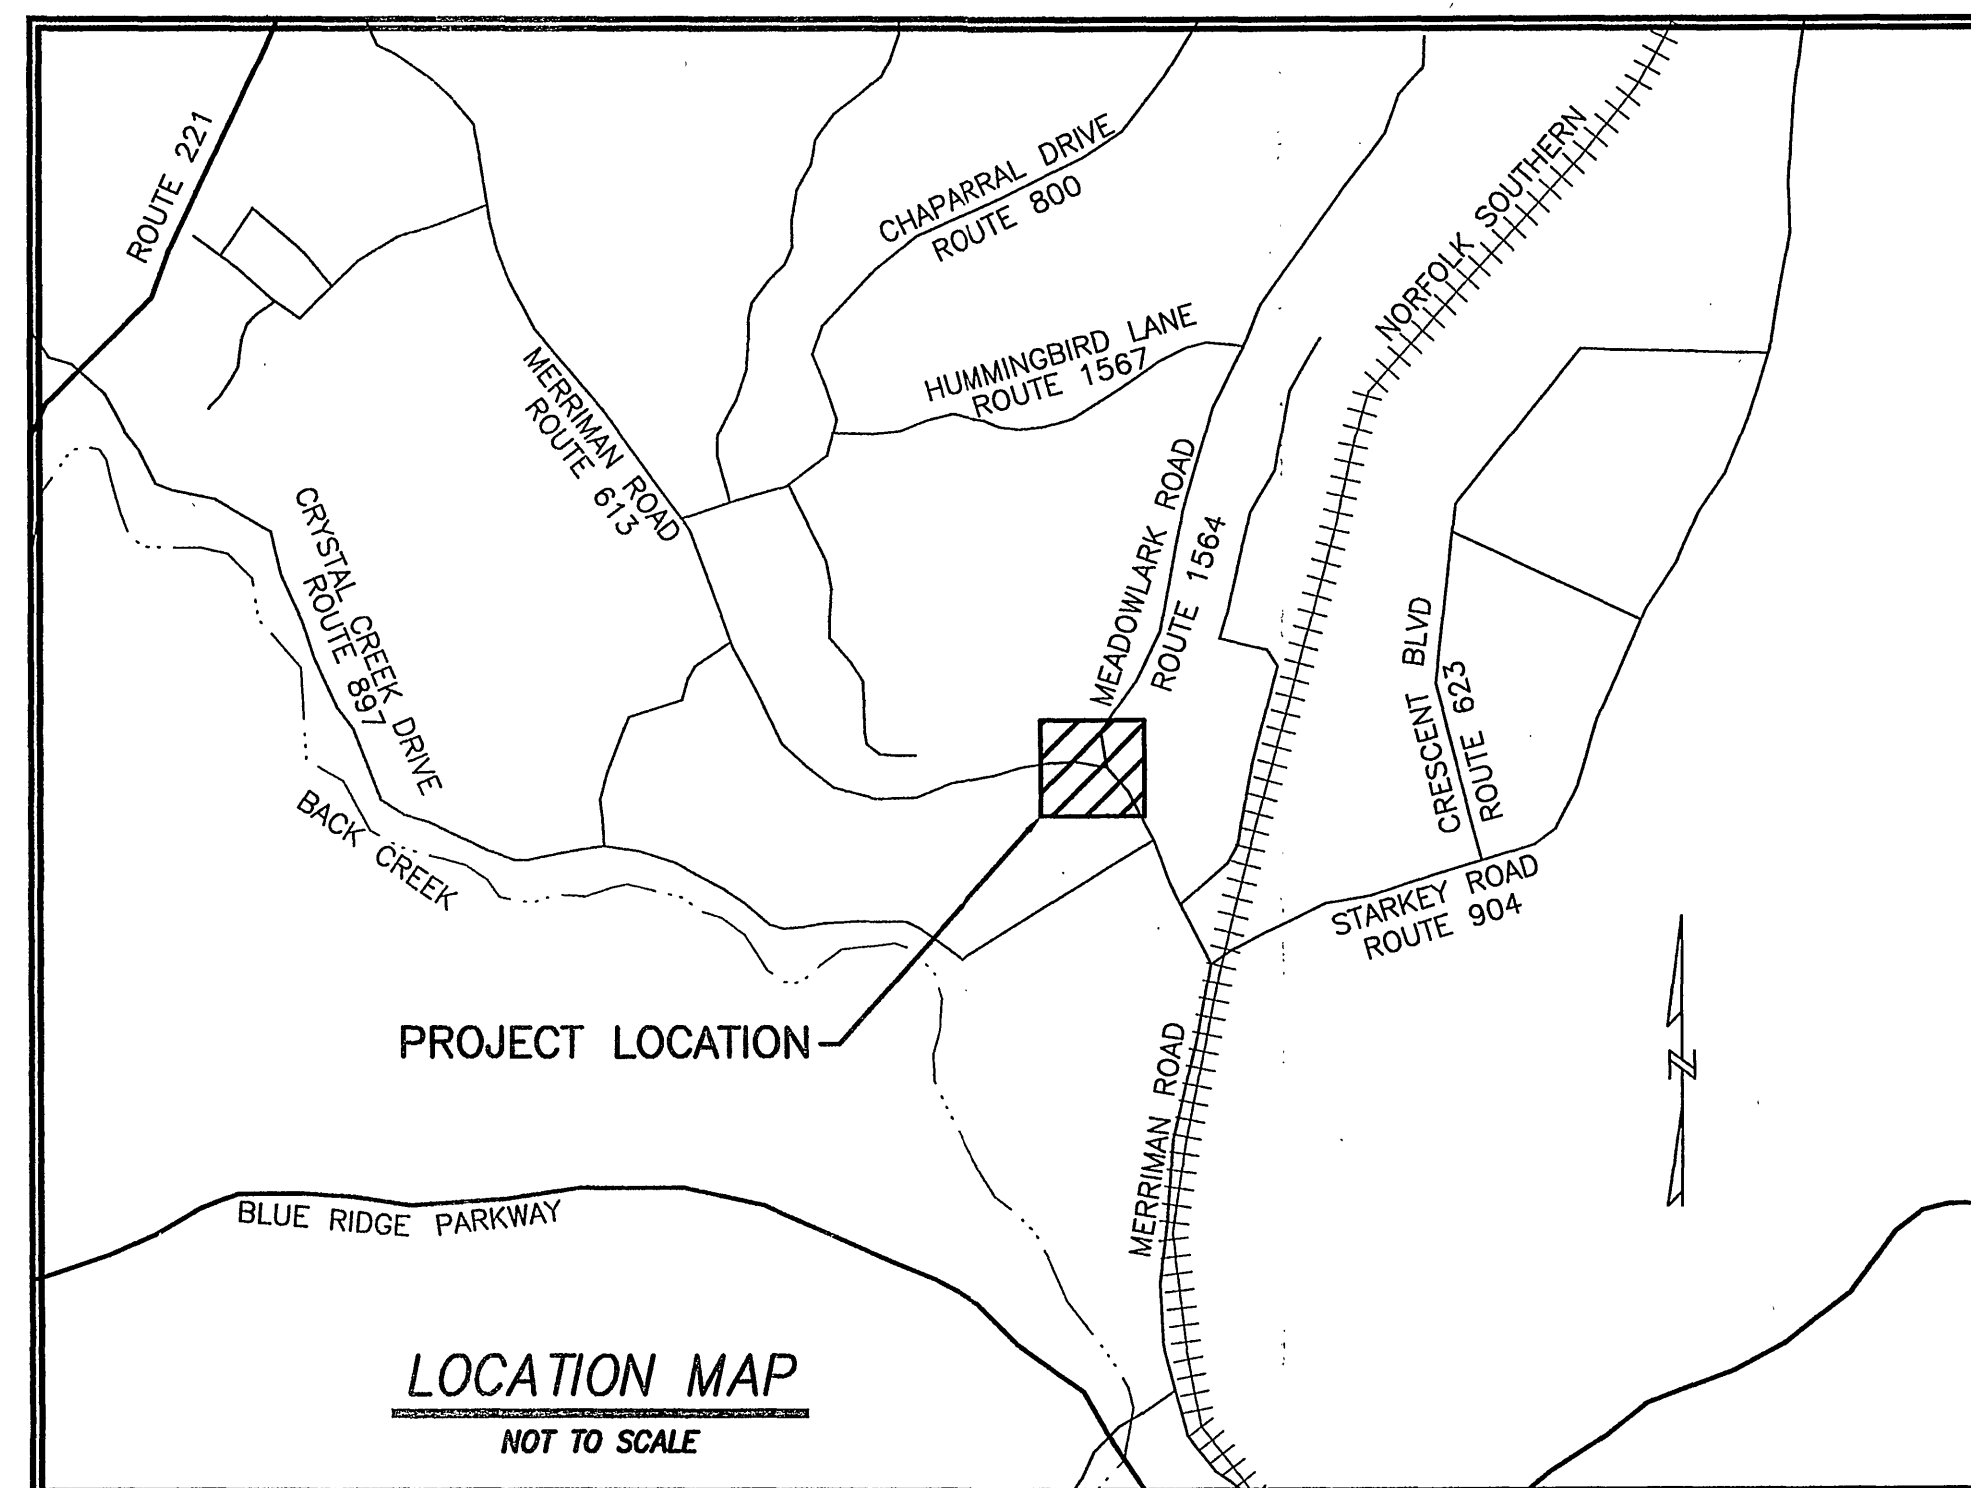 ROUTE 221
CHAPARRAL DRIVE
ROUTE 800
NORFOLK SOUTHERN
HUMMINGBIRD LANE
ROUTE 1567
MERRIMAN ROAD
ROUTE 613
MEADOWLARK ROAD
ROUTE 1564
CRYSTAL CREEK DRIVE
ROUTE 897
CRESCENT BLVD
ROUTE 623
BACK CREEK
STARKEY ROAD
ROUTE 904
PROJECT LOCATION
N
MERRIMAN ROAD
BLUE RIDGE PARKWAY
LOCATION MAP
NOT TO SCALE